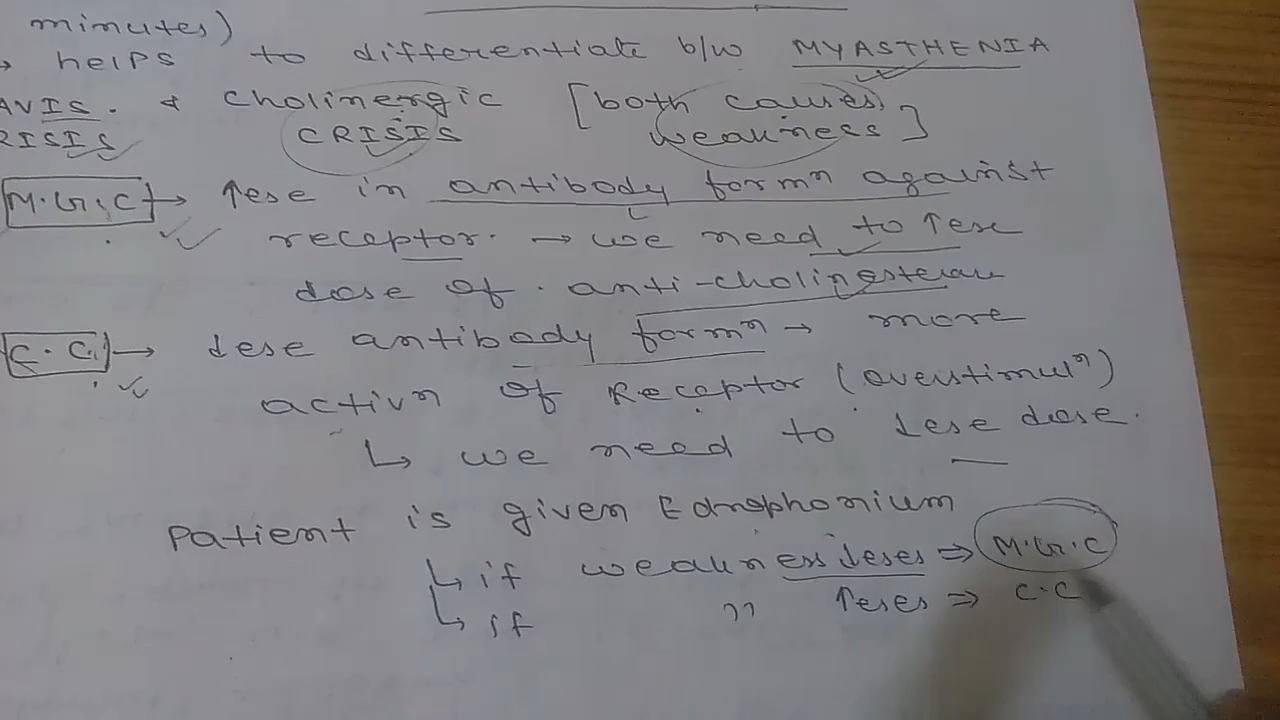 minutes)
→ helps to differentiate b/w MYASTHENIA
AVIS. & cholinergic [both causes
RISIS CRISIS weakness]
M.G.C → ↑ese in antibody formⁿ against
receptor. → we need to ↑ese
dose of anti-cholinesterase
C.C. → ↓ese antibody formⁿ → more
activn of Receptor (overstimulⁿ)
↳ we need to ↓ese dose.
Patient is given Edrophonium
↳ if weakness ↓eses ⇒ M.G.C
↳ if " ↑eses ⇒ C.C